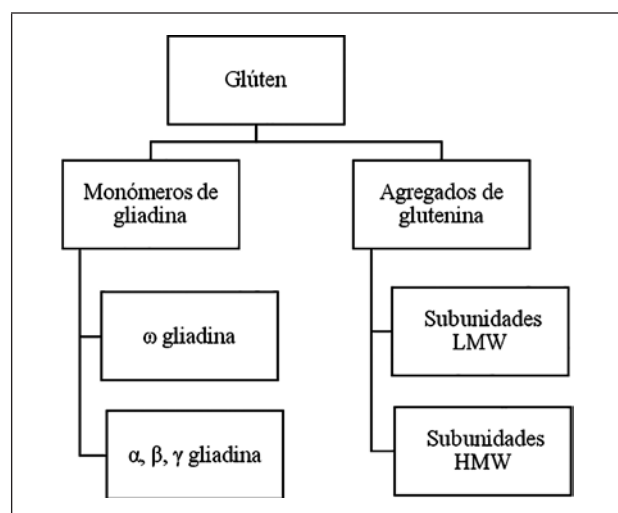 Glúten
Monómeros de
gliadina
Agregados de
glutenina
ω gliadina
Subunidades
LMW
α, β, γ gliadina
Subunidades
HMW